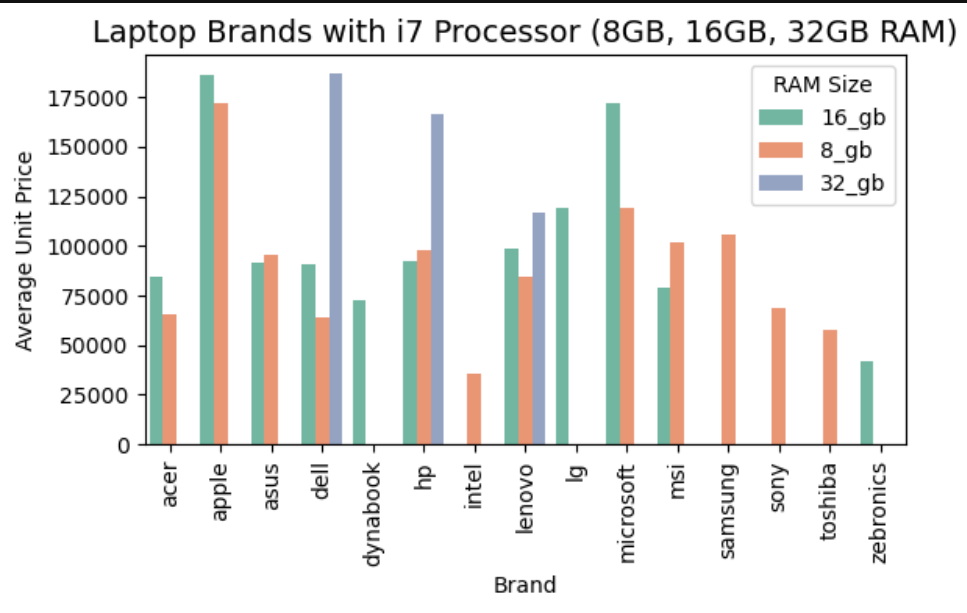 Laptop Brands with i7 Processor (8GB, 16GB, 32GB RAM)
RAM Size
16_gb
8_gb
32_gb
Average Unit Price
175000
150000
125000
100000
75000
50000
25000
0
acer
apple
asus
dell
dynabook
hp
intel
lenovo
lg
microsoft
msi
samsung
sony
toshiba
zebronics
Brand